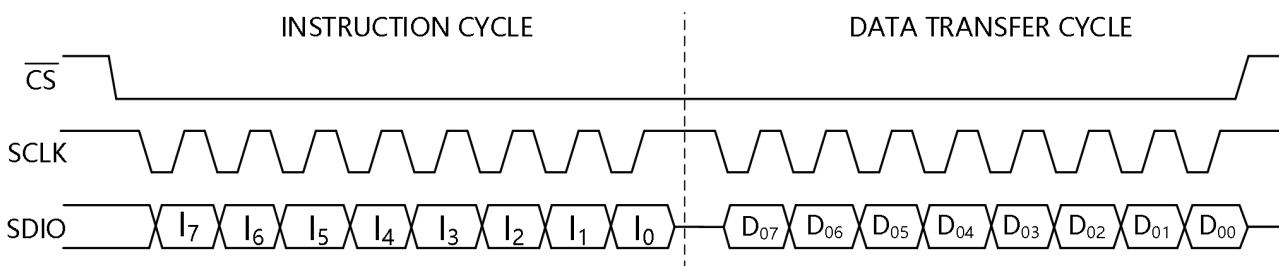 INSTRUCTION CYCLE DATA TRANSFER CYCLE
CS
SCLK
SDIO I7 I6 I5 I4 I3 I2 I1 I0 D07 D06 D05 D04 D03 D02 D01 D00